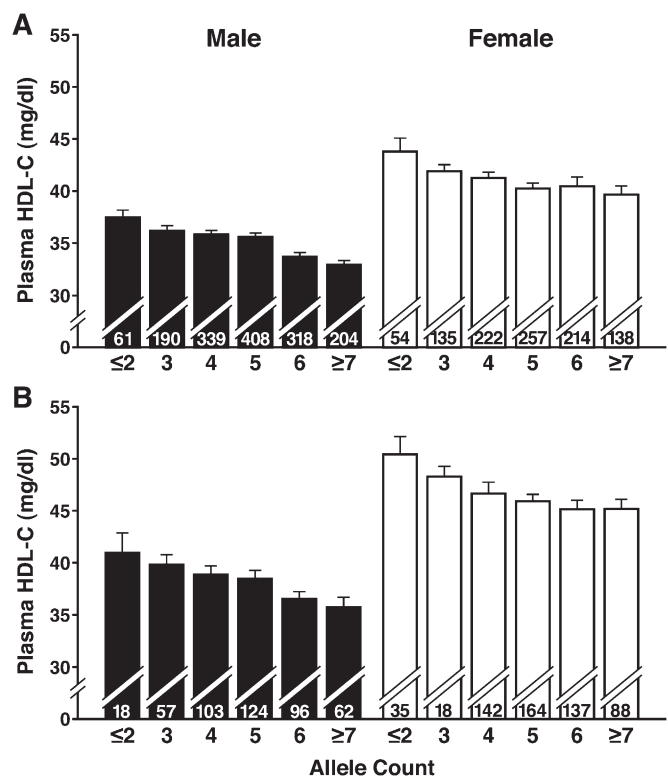 A
Male
Female
Plasma HDL-C (mg/dl)
55
50
45
40
35
30
0
61 190 339 408 318 204 54 135 222 257 214 138
≤2 3 4 5 6 ≥7 ≤2 3 4 5 6 ≥7
B
Plasma HDL-C (mg/dl)
55
50
45
40
35
30
0
18 57 103 124 96 62 35 18 142 164 137 88
≤2 3 4 5 6 ≥7 ≤2 3 4 5 6 ≥7
Allele Count